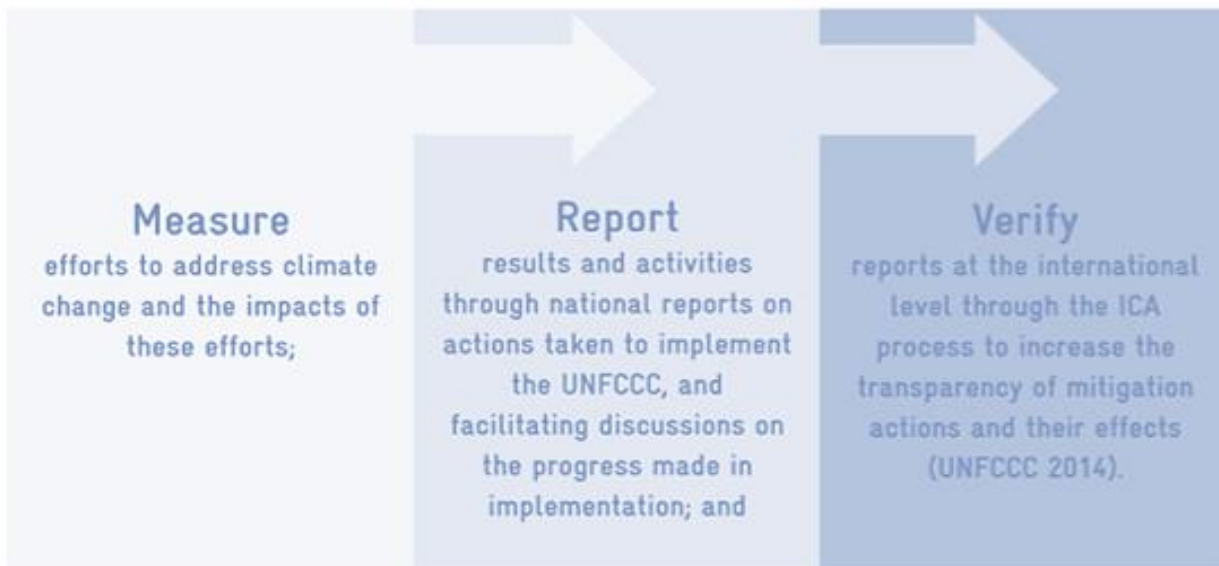 Measure
efforts to address climate
change and the impacts of
these efforts;
Report
results and activities
through national reports on
actions taken to implement
the UNFCCC, and
facilitating discussions on
the progress made in
implementation; and
Verify
reports at the international
level through the ICA
process to increase the
transparency of mitigation
actions and their effects
(UNFCCC 2014).